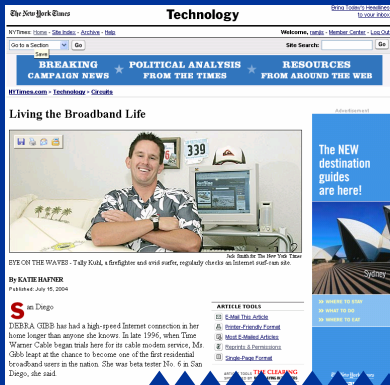 The New York Times
Technology
Bring Today's Headlines
to your inbox
NYTimes: Home - Site Index - Archive - Help
Welcome, ramjs - Member Center - Log Out
Go to a Section
Go
Site Search:
Go
Save
BREAKING
CAMPAIGN NEWS
POLITICAL ANALYSIS
FROM THE TIMES
RESOURCES
FROM AROUND THE WEB
NYTimes.com > Technology > Circuits
Living the Broadband Life
Advertisement
339
The NEW
destination
guides
are here!
Sydney
Jack Smith for The New York Times
EYE ON THE WAVES - Tally Kuhl, a firefighter and avid surfer, regularly checks an Internet surf-cam site.
By KATIE HAFNER
Published: July 15, 2004
San Diego
DEBRA GIBB has had a high-speed Internet connection in her
home longer than anyone she knows. In late 1996, when Time
Warner Cable began trials here for its cable modem service, Ms.
Gibb leapt at the chance to become one of the first residential
broadband users in the nation. She was beta tester No. 6 in San
Diego, she said.
ARTICLE TOOLS
E-Mail This Article
Printer-Friendly Format
Most E-Mailed Articles
Reprints & Permissions
Single-Page Format
THE CLEARING
WHERE TO STAY
WHAT TO DO
WHERE TO EAT
The New York Times